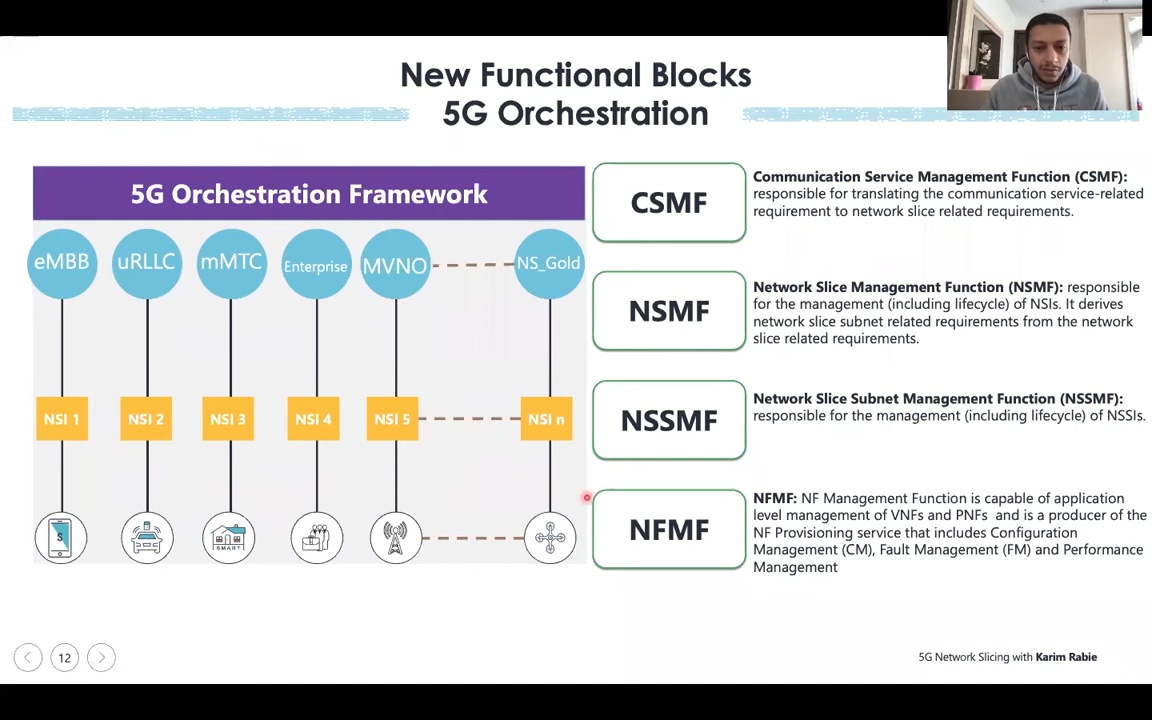 New Functional Blocks
5G Orchestration
5G Orchestration Framework
eMBB
uRLLC
mMTC
Enterprise
MVNO
NS_Gold
NSI 1
NSI 2
NSI 3
NSI 4
NSI 5
NSI n
S
SMART
CSMF
Communication Service Management Function (CSMF):
responsible for translating the communication service-related
requirement to network slice related requirements.
NSMF
Network Slice Management Function (NSMF): responsible
for the management (including lifecycle) of NSIs. It derives
network slice subnet related requirements from the network
slice related requirements.
NSSMF
Network Slice Subnet Management Function (NSSMF):
responsible for the management (including lifecycle) of NSSIs.
NFMF
NFMF: NF Management Function is capable of application
level management of VNFs and PNFs and is a producer of the
NF Provisioning service that includes Configuration
Management (CM), Fault Management (FM) and Performance
Management
12
5G Network Slicing with Karim Rabie